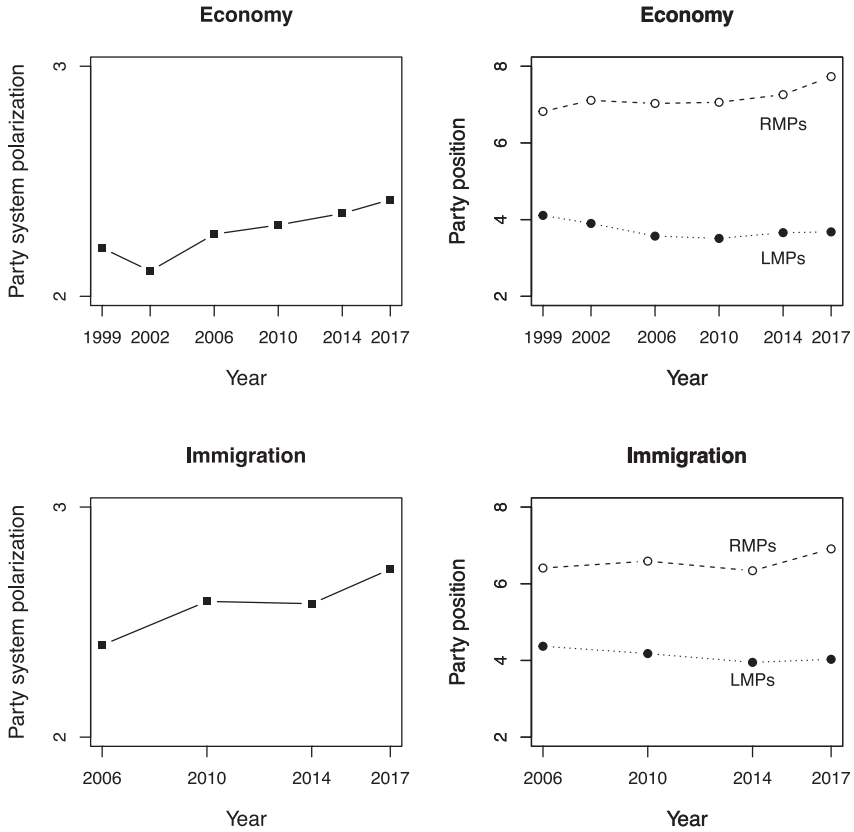 Economy
Party system polarization
3
2
1999 2002 2006 2010 2014 2017
Year
Economy
Party position
8
6
4
2
RMPs
LMPs
1999 2002 2006 2010 2014 2017
Year
Immigration
Party system polarization
3
2
2006 2010 2014 2017
Year
Immigration
Party position
8
6
4
2
RMPs
LMPs
2006 2010 2014 2017
Year